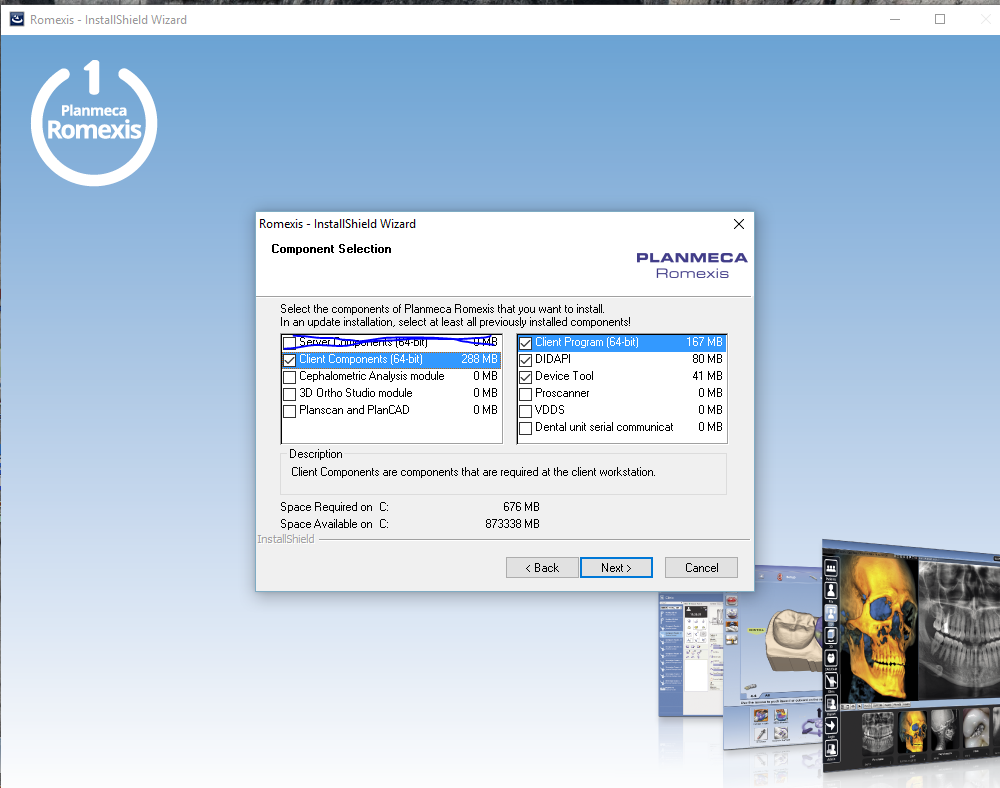 Romexis - InstallShield Wizard
1
Planmeca
Romexis
Romexis - InstallShield Wizard
Component Selection
PLANMECA
Romexis
Select the components of Planmeca Romexis that you want to install.
In an update installation, select at least all previously installed components!
Server Components (64-bit) 0 MB
Client Components (64-bit) 288 MB
Cephalometric Analysis module 0 MB
3D Ortho Studio module 0 MB
Planscan and PlanCAD 0 MB
Client Program (64-bit) 167 MB
DIDAPI 80 MB
Device Tool 41 MB
Proscanner 0 MB
VDDS 0 MB
Dental unit serial communicat 0 MB
Description
Client Components are components that are required at the client workstation.
Space Required on C: 676 MB
Space Available on C: 873338 MB
InstallShield
< Back
Next >
Cancel